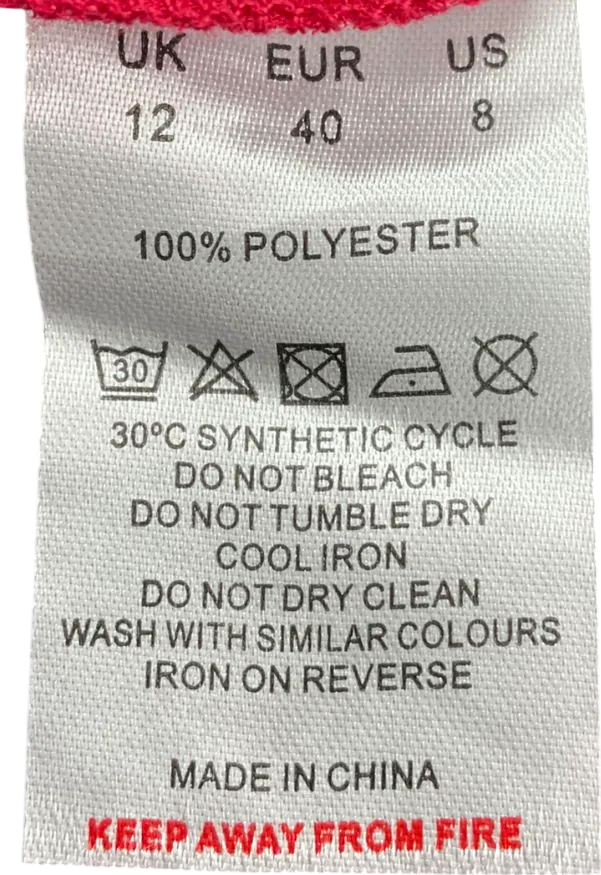 UK EUR US
12 40 8
100% POLYESTER
30
30°C SYNTHETIC CYCLE
DO NOT BLEACH
DO NOT TUMBLE DRY
COOL IRON
DO NOT DRY CLEAN
WASH WITH SIMILAR COLOURS
IRON ON REVERSE
MADE IN CHINA
KEEP AWAY FROM FIRE